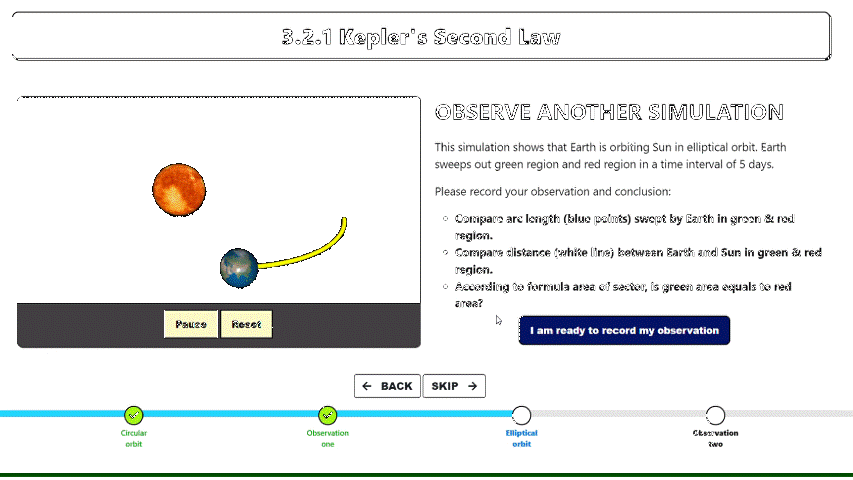 3.2.1 Kepler's Second Law
OBSERVE ANOTHER SIMULATION
This simulation shows that Earth is orbiting Sun in elliptical orbit. Earth
sweeps out green region and red region in a time interval of 5 days.
Please record your observation and conclusion:
Compare arc length (blue points) swept by Earth in green & red
region.
Compare distance (white line) between Earth and Sun in green & red
region.
According to formula area of sector, is green area equals to red
area?
Pause Reset
I am ready to record my observation
← BACK SKIP →
Circular
orbit
Observation
one
Elliptical
orbit
Observation
two